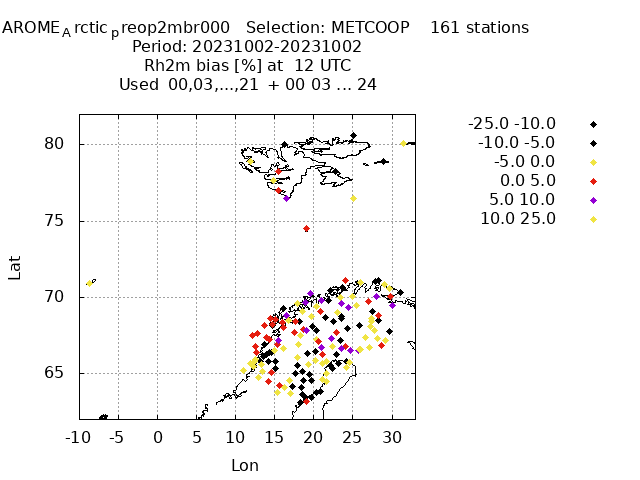 AROME_Arctic_preop2mbr000 Selection: METCOOP 161 stations
Period: 20231002-20231002
Rh2m bias [%] at 12 UTC
Used 00,03,...,21 + 00 03 ... 24
-25.0 -10.0
-10.0 -5.0
-5.0 0.0
0.0 5.0
5.0 10.0
10.0 25.0
80
75
70
65
Lat
-10 -5 0 5 10 15 20 25 30
Lon